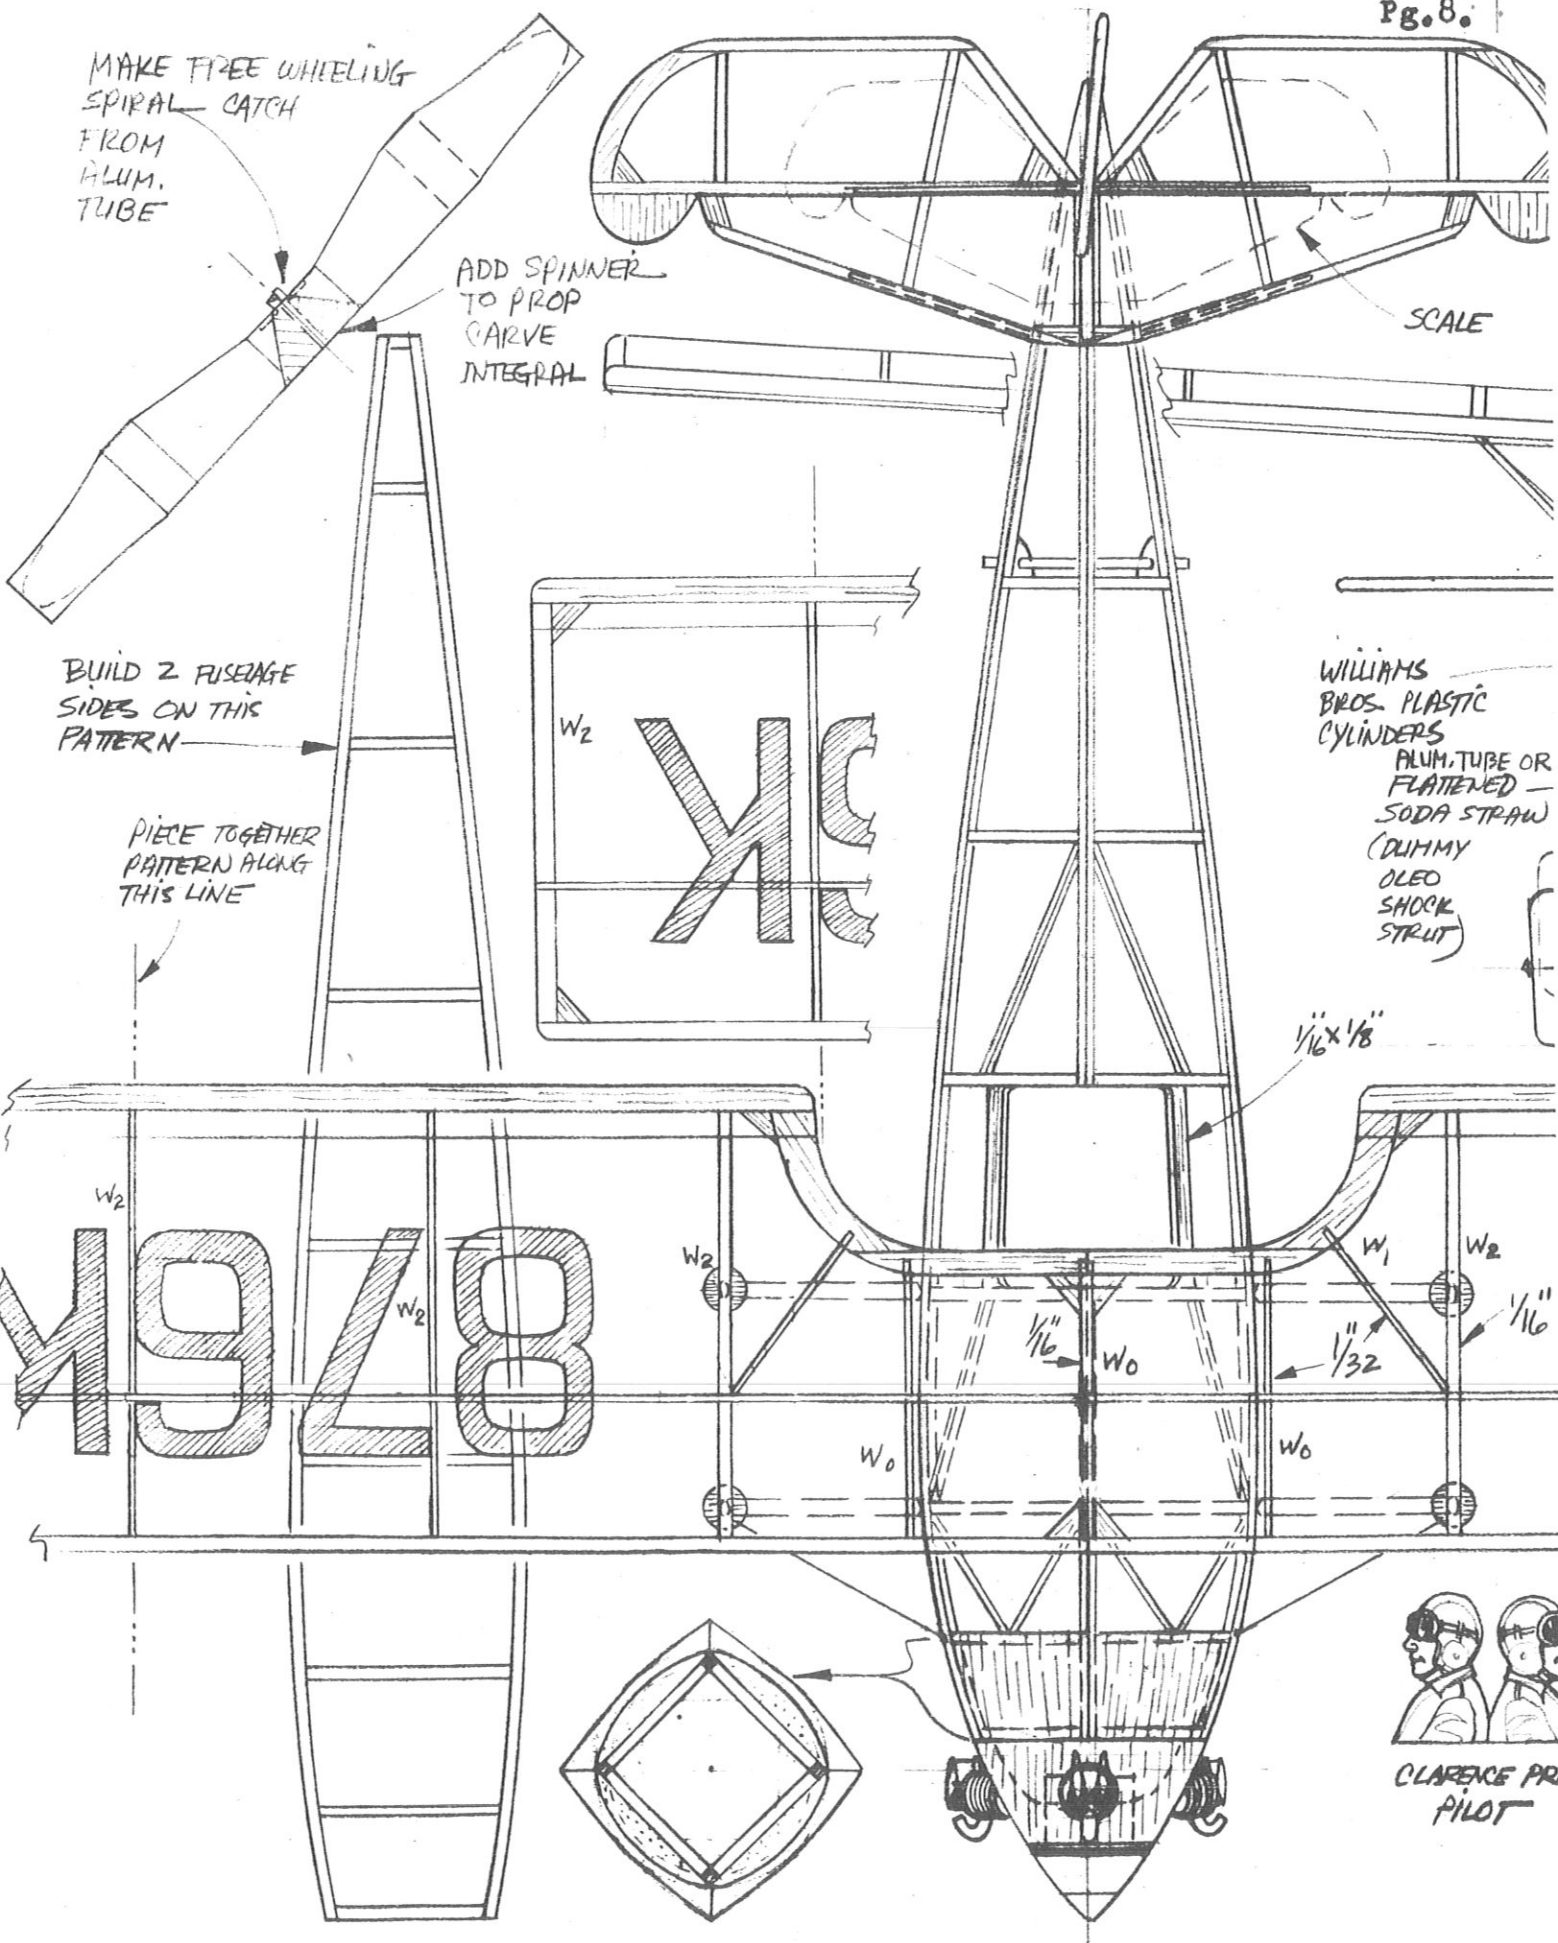 Pg.8.
MAKE FREE WHEELING
SPIRAL CATCH
FROM
ALUM.
TUBE
ADD SPINNER
TO PROP
CARVE
INTEGRAL
SCALE
BUILD 2 FUSELAGE
SIDES ON THIS
PATTERN
W2
K
WILLIAMS
BROS. PLASTIC
CYLINDERS
ALUM. TUBE OR
FLATTENED
SODA STRAW
(DUMMY
OLEO
SHOCK
STRUT)
PIECE TOGETHER
PATTERN ALONG
THIS LINE
1/16" x 1/8"
W2
876K
W2
W2
W1
W2
1/16"
W0
1/32"
1/16"
W0
W0
CLARENCE PR
PILOT